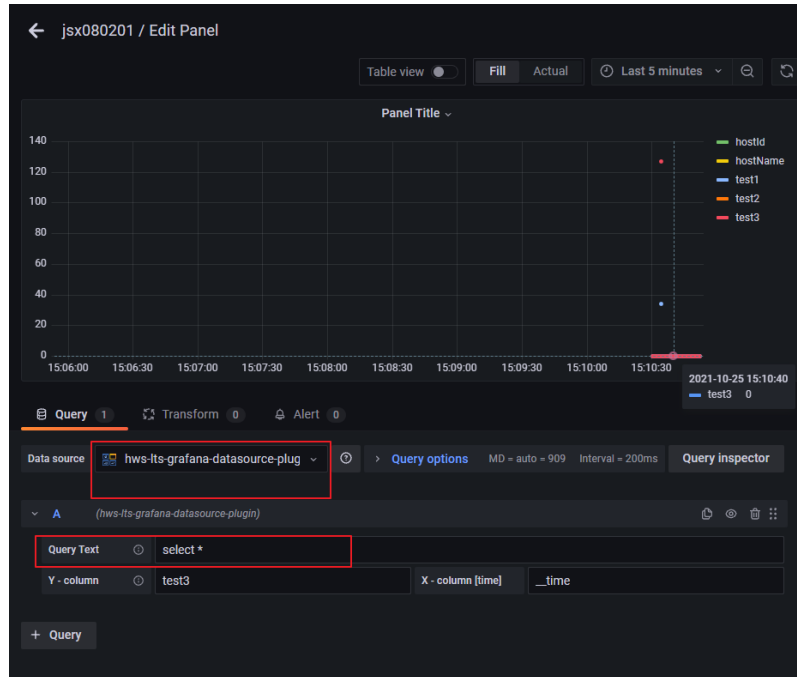 jsx080201 / Edit Panel
Table view Fill Actual Last 5 minutes
Panel Title
140
120
100
80
60
40
20
0
hostId
hostName
test1
test2
test3
15:06:00 15:06:30 15:07:00 15:07:30 15:08:00 15:08:30 15:09:00 15:09:30 15:10:00 15:10:30
2021-10-25 15:10:40
test3 0
Query 1 Transform 0 Alert 0
Data source hws-lts-grafana-datasource-plug > Query options MD = auto = 909 Interval = 200ms Query inspector
A (hws-lts-grafana-datasource-plugin)
Query Text select *
Y - column test3 X - column [time] __time
+ Query